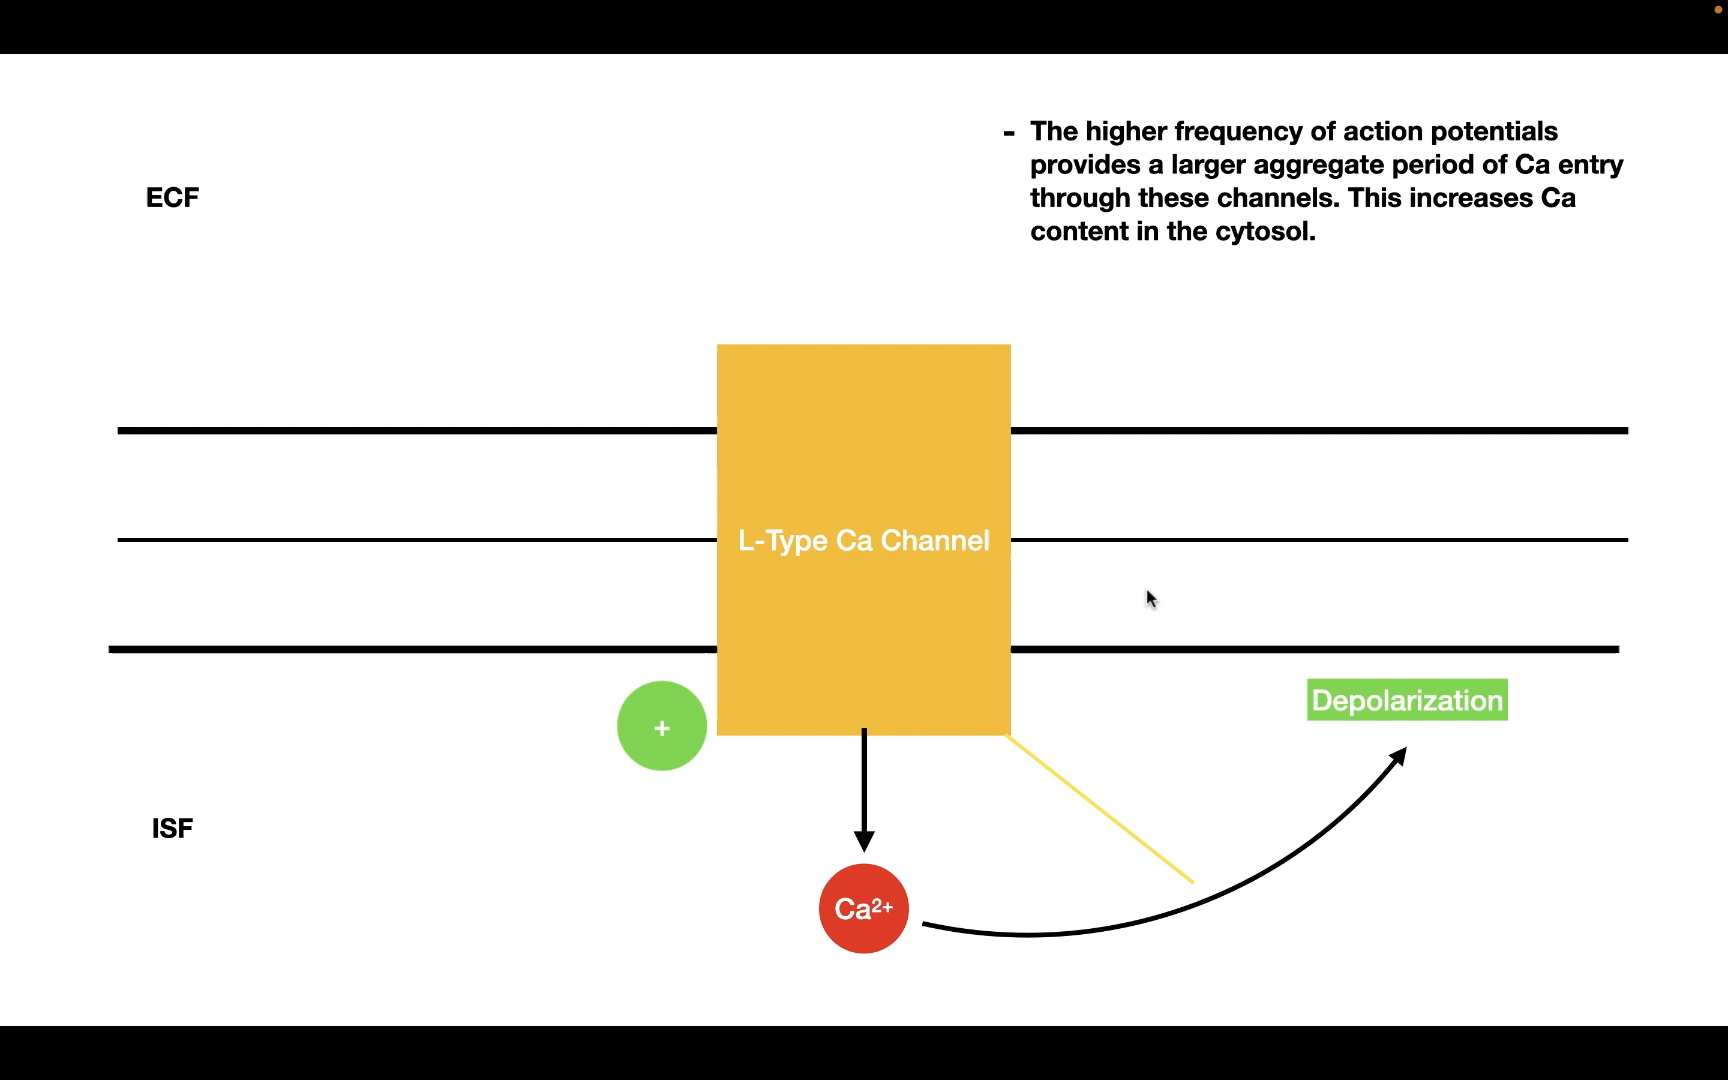 - The higher frequency of action potentials
provides a larger aggregate period of Ca entry
through these channels. This increases Ca
content in the cytosol.
ECF
L-Type Ca Channel
Depolarization
+
ISF
Ca²⁺